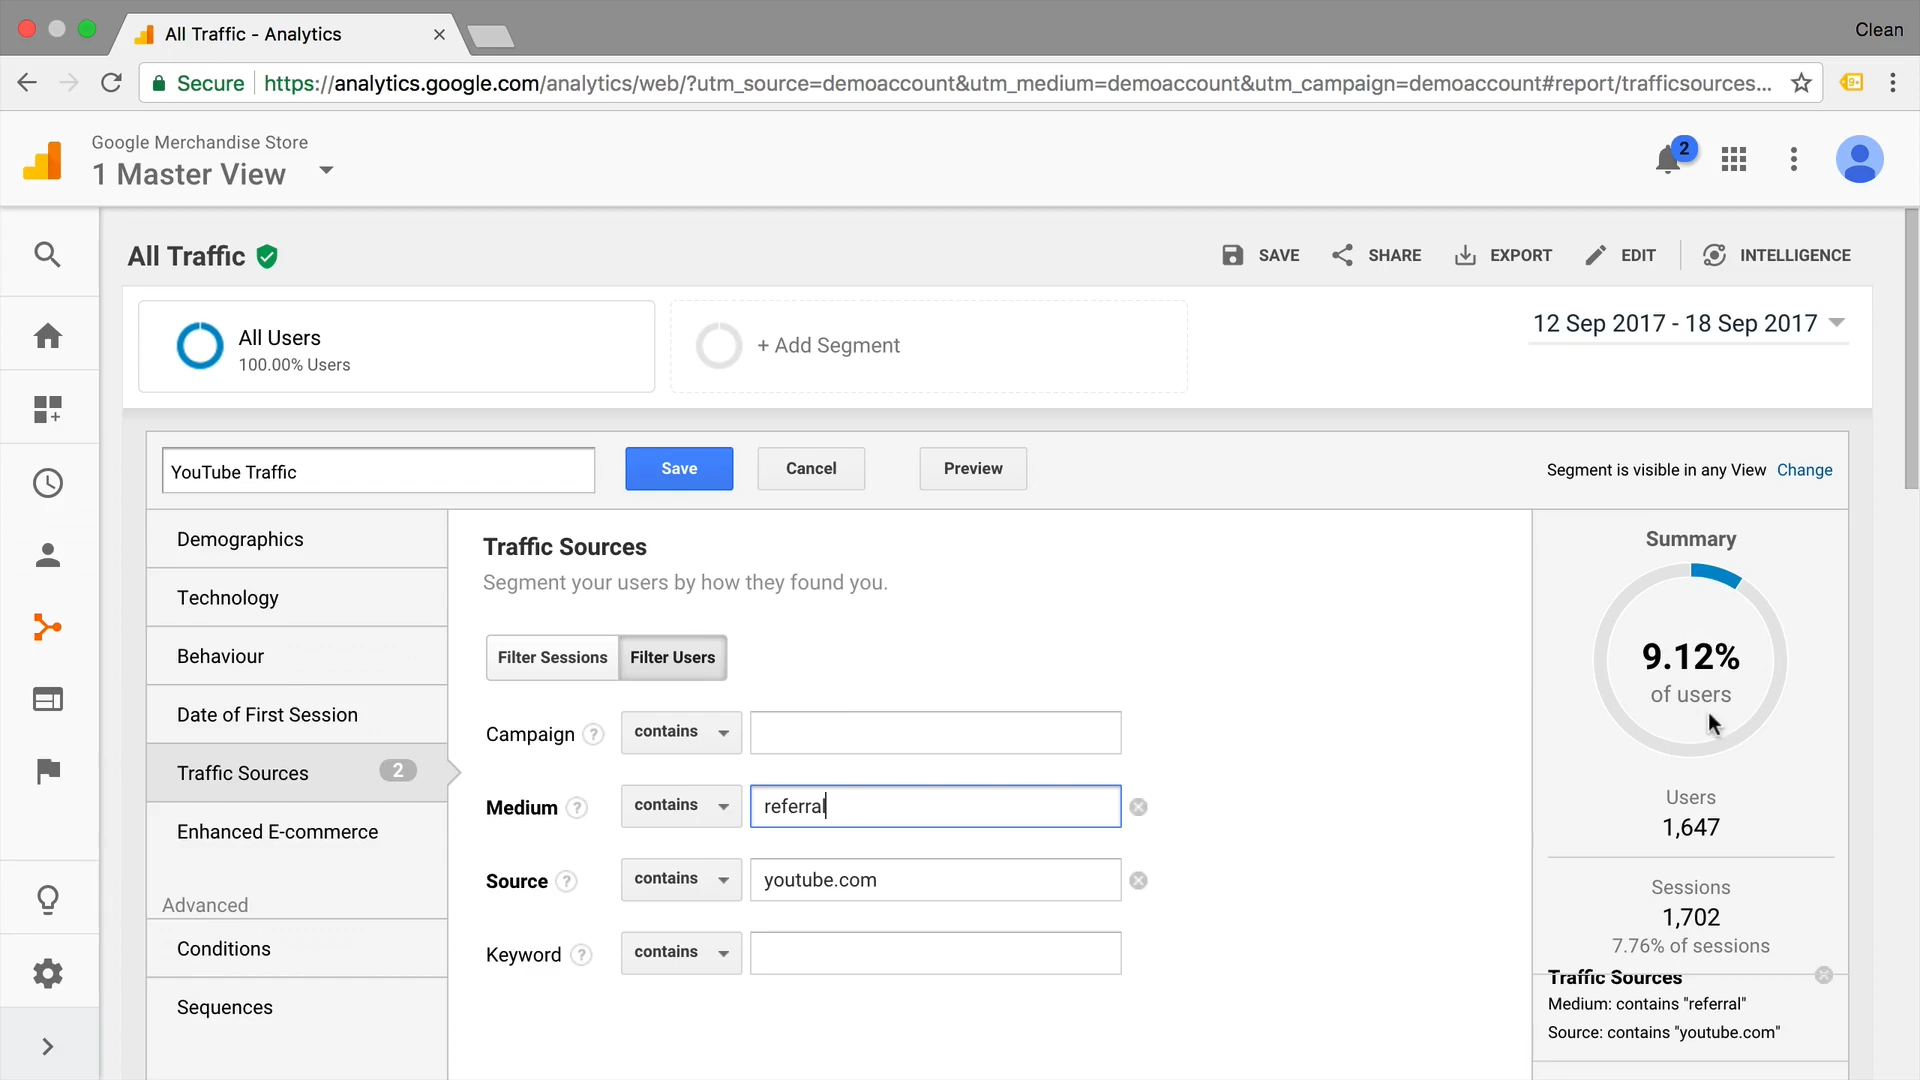 All Traffic - Analytics
Clean
Secure
https://analytics.google.com/analytics/web/?utm_source=demoaccount&utm_medium=demoaccount&utm_campaign=demoaccount#report/trafficsources...
Google Merchandise Store
1 Master View
2
All Traffic
SAVE
SHARE
EXPORT
EDIT
INTELLIGENCE
All Users
100.00% Users
+ Add Segment
12 Sep 2017 - 18 Sep 2017
YouTube Traffic
Save
Cancel
Preview
Segment is visible in any View Change
Demographics
Technology
Behaviour
Date of First Session
Traffic Sources 2
Enhanced E-commerce
Advanced
Conditions
Sequences
Traffic Sources
Segment your users by how they found you.
Filter Sessions
Filter Users
Campaign ? contains
Medium ? contains referral
Source ? contains youtube.com
Keyword ? contains
Summary
9.12%
of users
Users
1,647
Sessions
1,702
7.76% of sessions
Traffic Sources
Medium: contains "referral"
Source: contains "youtube.com"